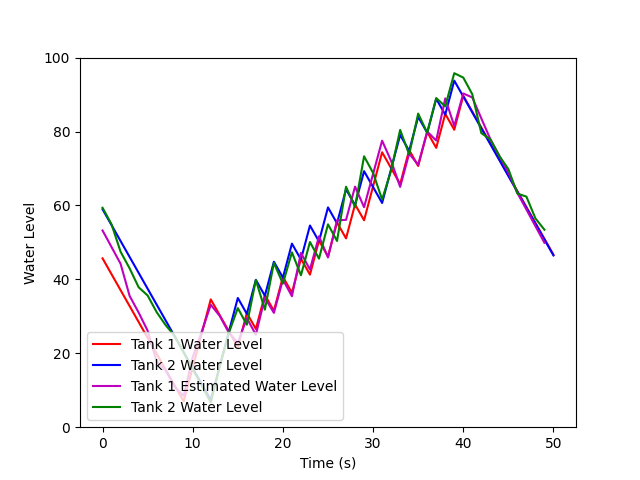 100
80
60
40
20
0
Water Level
Tank 1 Water Level
Tank 2 Water Level
Tank 1 Estimated Water Level
Tank 2 Water Level
0 10 20 30 40 50
Time (s)